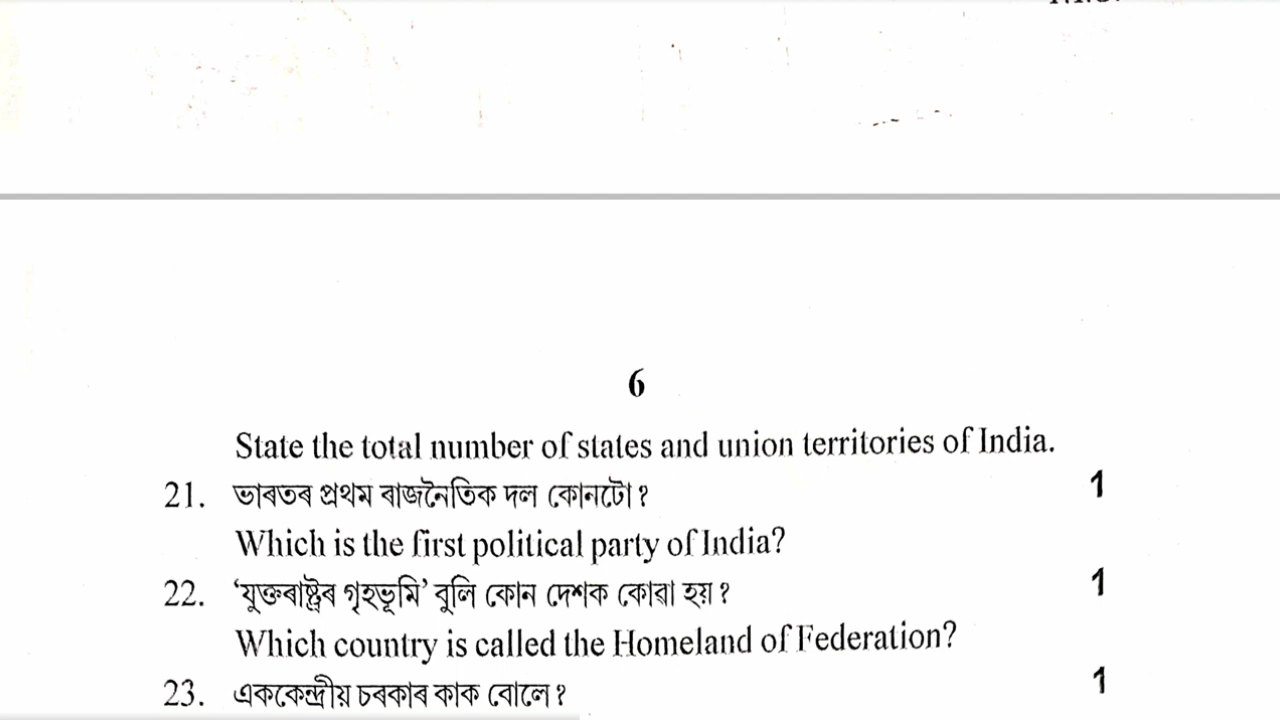 6
State the total number of states and union territories of India.
21. ভাৰতৰ প্ৰথম ৰাজনৈতিক দল কোনটো ? 1
Which is the first political party of India?
22. ‘যুক্তৰাষ্ট্ৰৰ গৃহভূমি’ বুলি কোন দেশক কোৱা হয় ? 1
Which country is called the Homeland of Federation?
23. এককেন্দ্ৰীয় চৰকাৰ কাক বোলে ? 1